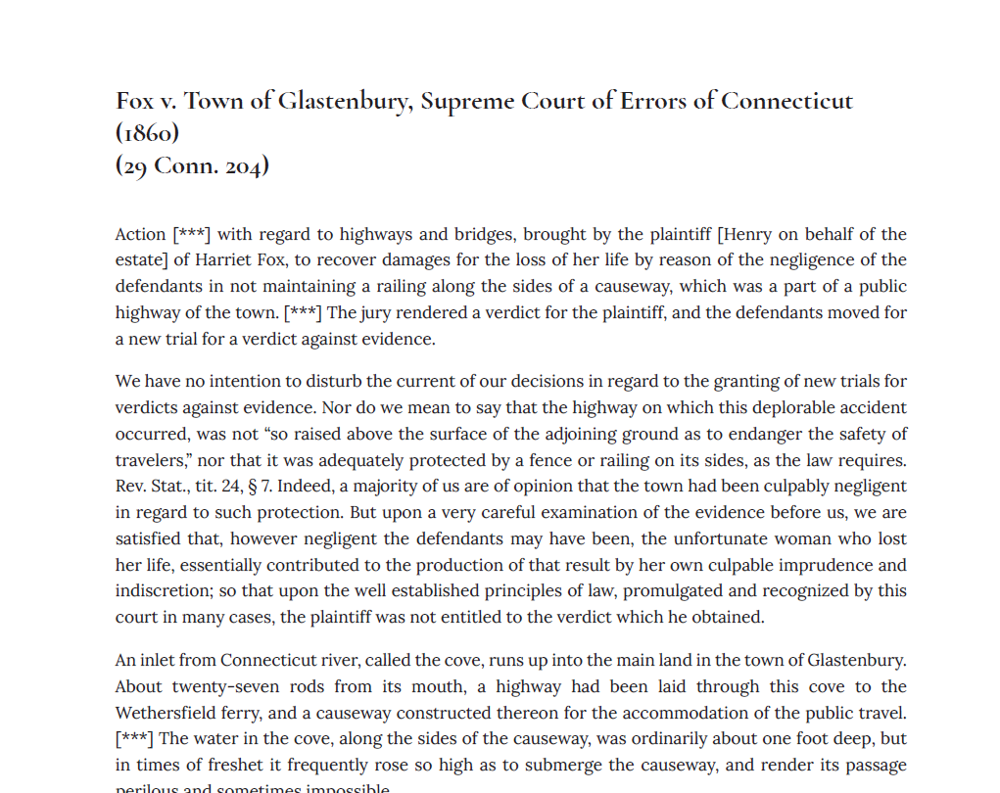 Fox v. Town of Glastenbury, Supreme Court of Errors of Connecticut
(1860)
(29 Conn. 204)
Action [***] with regard to highways and bridges, brought by the plaintiff [Henry on behalf of the
estate] of Harriet Fox, to recover damages for the loss of her life by reason of the negligence of the
defendants in not maintaining a railing along the sides of a causeway, which was a part of a public
highway of the town. [***] The jury rendered a verdict for the plaintiff, and the defendants moved for
a new trial for a verdict against evidence.
We have no intention to disturb the current of our decisions in regard to the granting of new trials for
verdicts against evidence. Nor do we mean to say that the highway on which this deplorable accident
occurred, was not “so raised above the surface of the adjoining ground as to endanger the safety of
travelers,” nor that it was adequately protected by a fence or railing on its sides, as the law requires.
Rev. Stat., tit. 24, § 7. Indeed, a majority of us are of opinion that the town had been culpably negligent
in regard to such protection. But upon a very careful examination of the evidence before us, we are
satisfied that, however negligent the defendants may have been, the unfortunate woman who lost
her life, essentially contributed to the production of that result by her own culpable imprudence and
indiscretion; so that upon the well established principles of law, promulgated and recognized by this
court in many cases, the plaintiff was not entitled to the verdict which he obtained.
An inlet from Connecticut river, called the cove, runs up into the main land in the town of Glastenbury.
About twenty-seven rods from its mouth, a highway had been laid through this cove to the
Wethersfield ferry, and a causeway constructed thereon for the accommodation of the public travel.
[***] The water in the cove, along the sides of the causeway, was ordinarily about one foot deep, but
in times of freshet it frequently rose so high as to submerge the causeway, and render its passage
perilous and sometimes impossible.